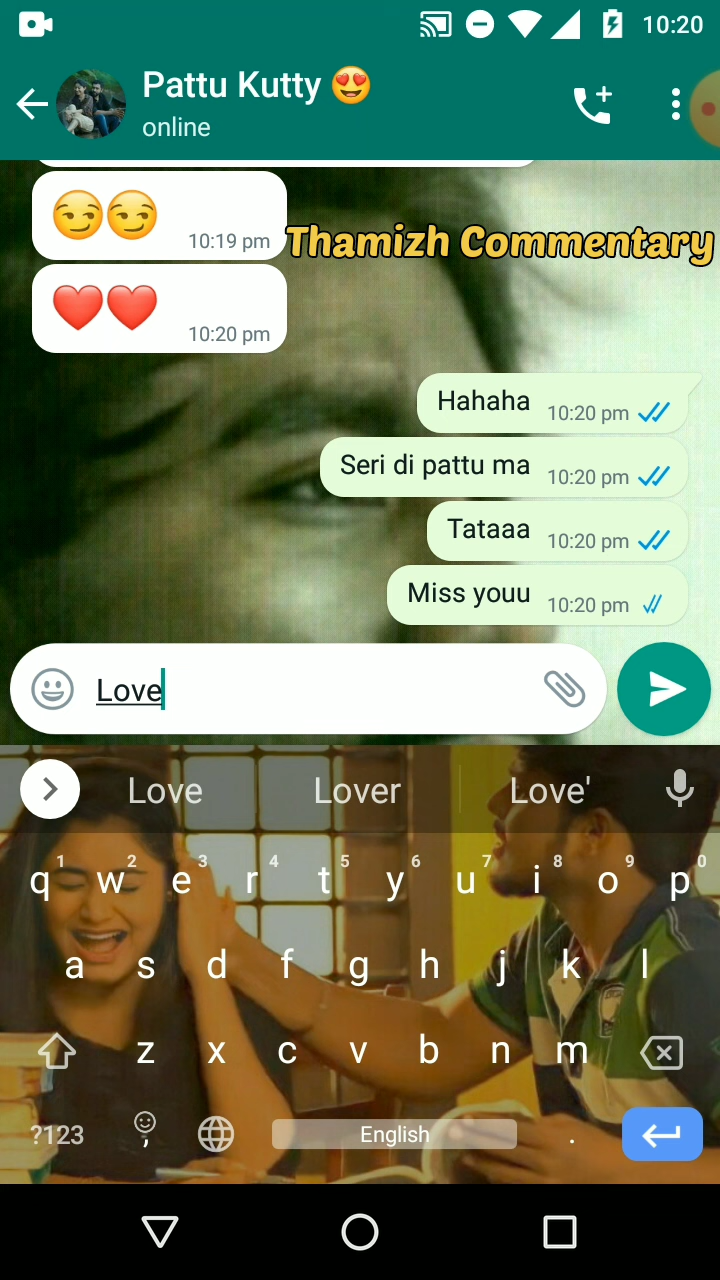 10:20
Pattu Kutty 😍
online
😏😏 10:19 pm
Thamizh Commentary
❤️❤️ 10:20 pm
Hahaha 10:20 pm
Seri di pattu ma 10:20 pm
Tataaa 10:20 pm
Miss youu 10:20 pm
Love
Love Lover Love'
1 2 3 4 5 6 7 8 9 0
q w e r t y u i o p
a s d f g h j k l
z x c v b n m
?123 , English .